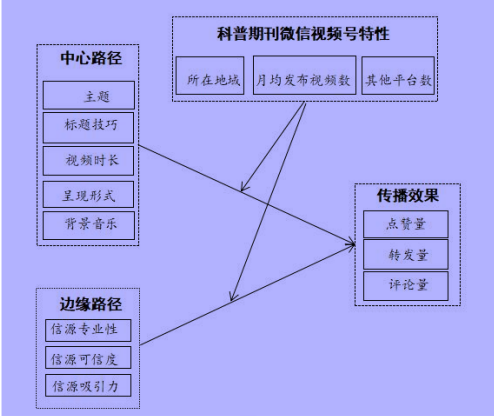 科普期刊微信视频号特性
所在地域
月均发布视频数
其他平台数
中心路径
主题
标题技巧
视频时长
呈现形式
背景音乐
传播效果
点赞量
转发量
评论量
边缘路径
信源专业性
信源可信度
信源吸引力